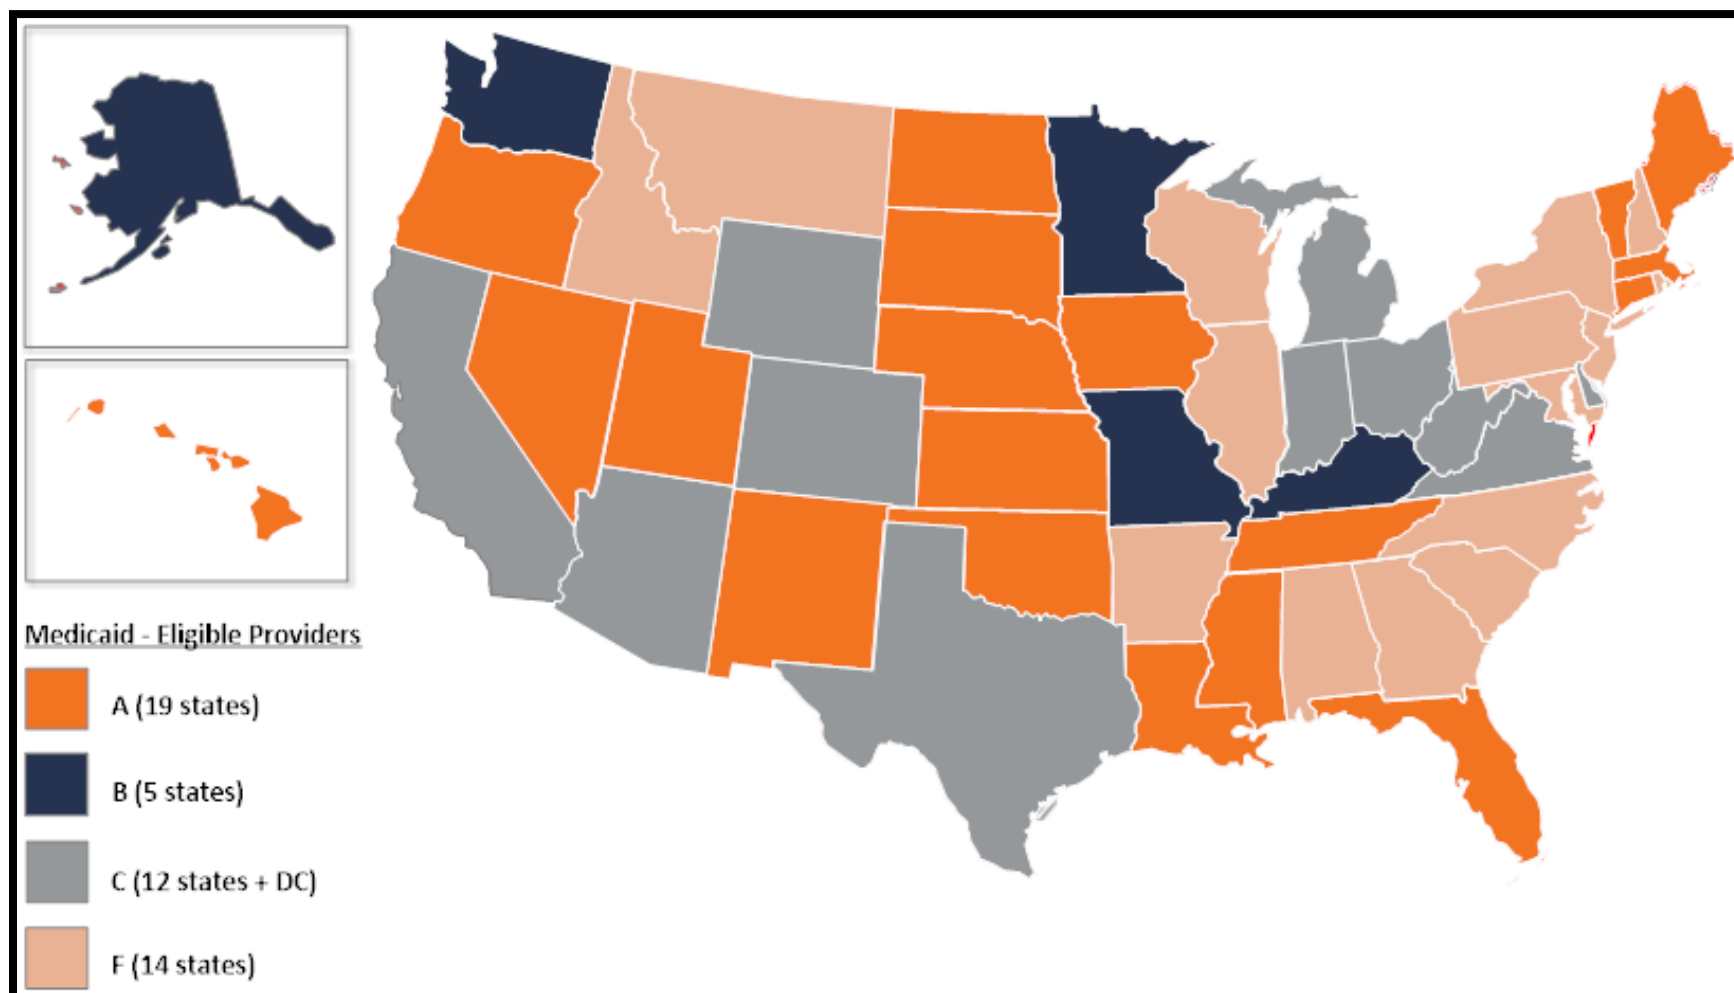 Medicaid - Eligible Providers
A (19 states)
B (5 states)
C (12 states + DC)
F (14 states)